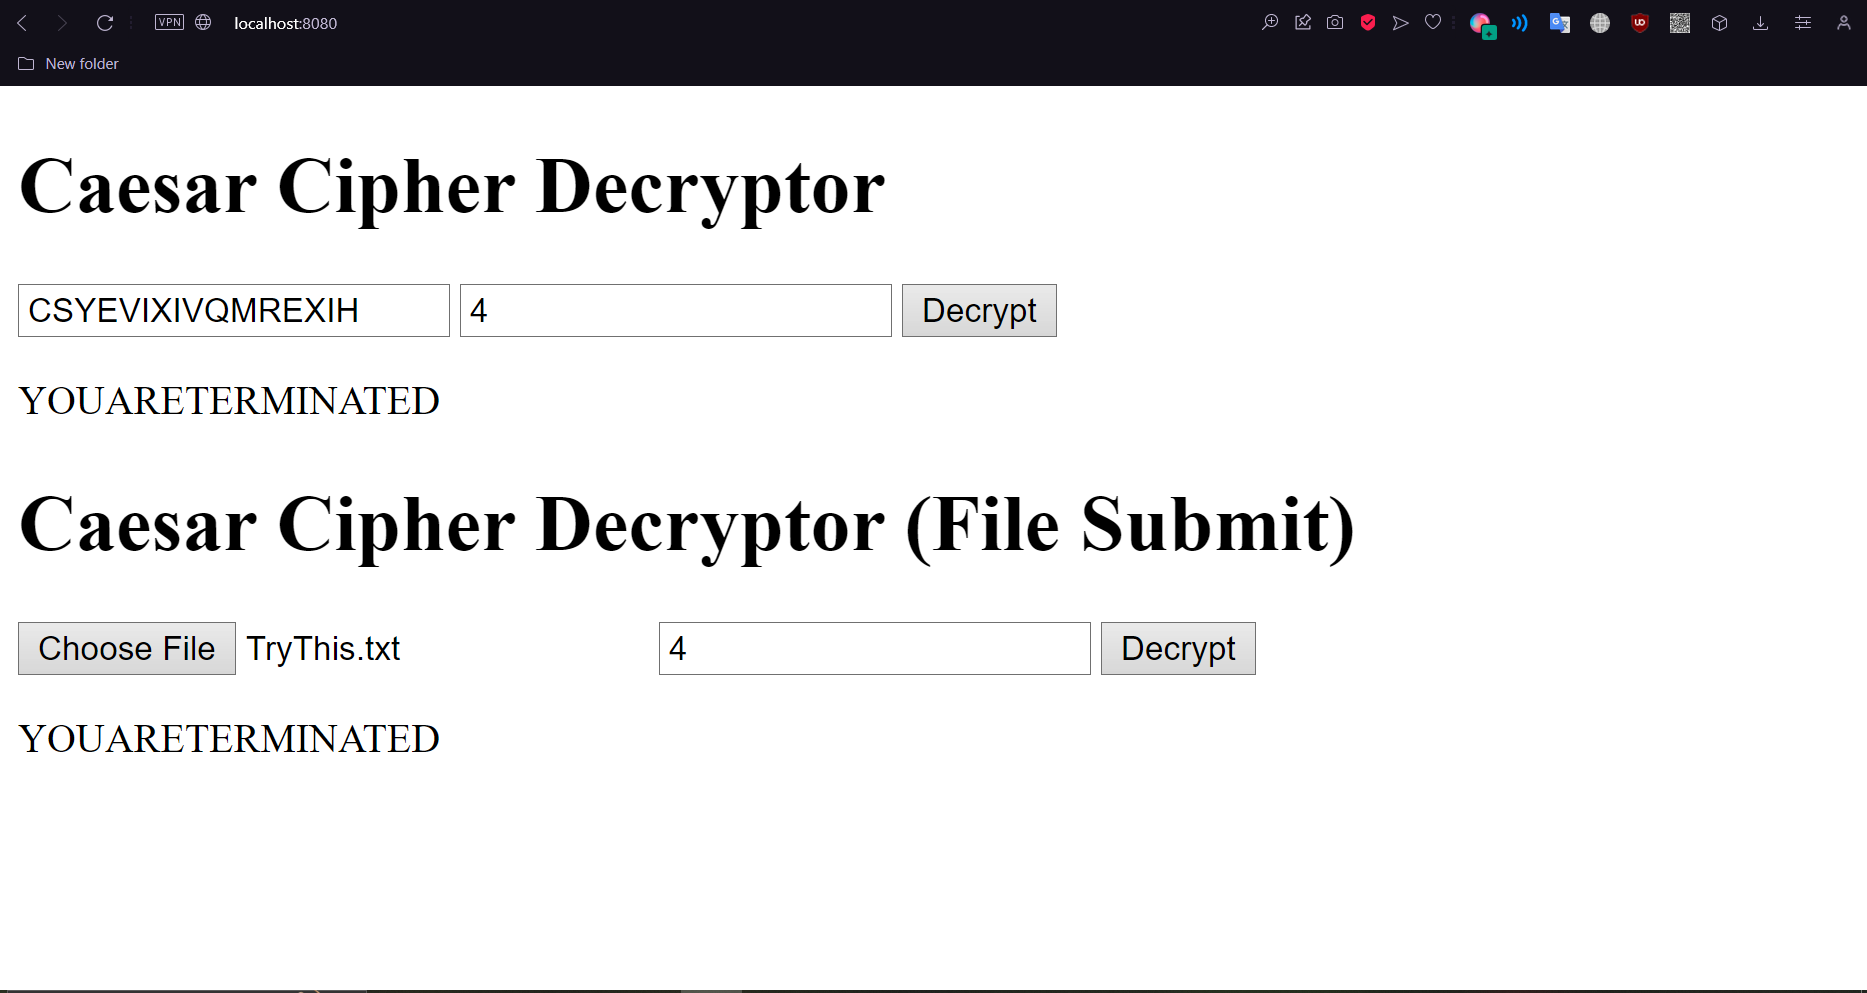 VPN localhost:8080
New folder
Caesar Cipher Decryptor
CSYEVIXIVQMREXIH 4 Decrypt
YOUARETERMINATED
Caesar Cipher Decryptor (File Submit)
Choose File TryThis.txt 4 Decrypt
YOUARETERMINATED